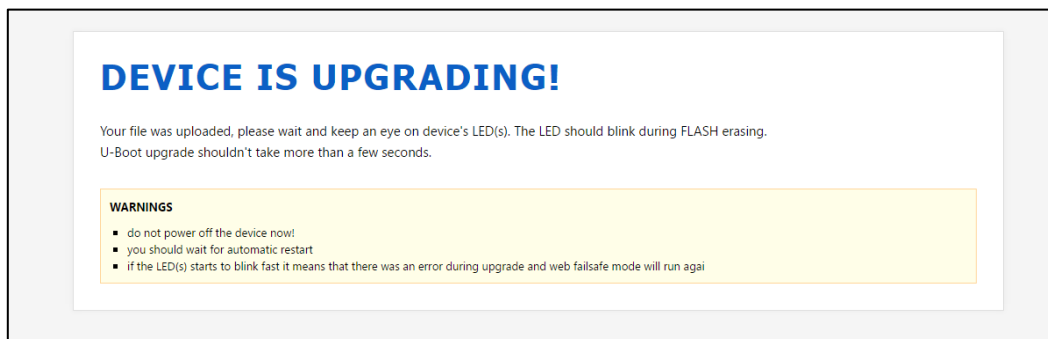 DEVICE IS UPGRADING!
Your file was uploaded, please wait and keep an eye on device's LED(s). The LED should blink during FLASH erasing.
U-Boot upgrade shouldn't take more than a few seconds.
WARNINGS
do not power off the device now!
you should wait for automatic restart
if the LED(s) starts to blink fast it means that there was an error during upgrade and web failsafe mode will run agai